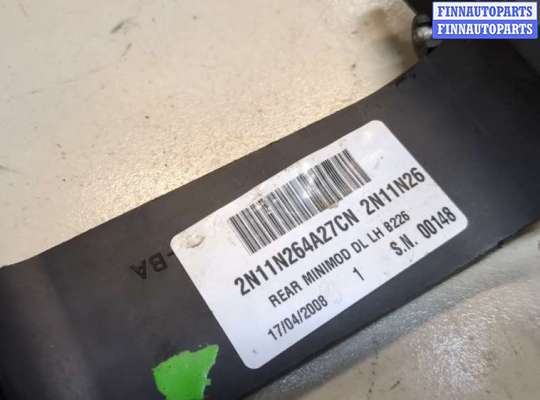 FINNAUTOPARTS
FINNAUTOPARTS
2N11N264A27CN 2N11N26
REAR MINIMOD DL LH B226
17/04/2008 1 S.N. 00148
-BA